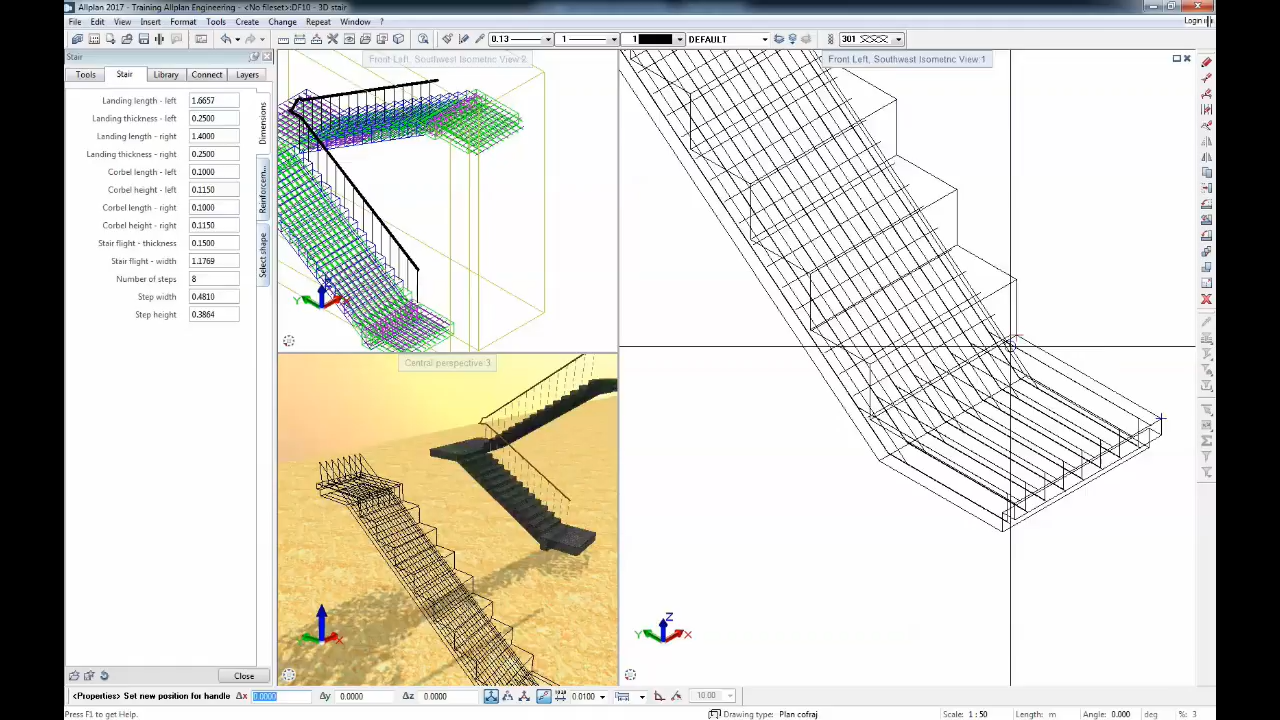 Allplan 2017 - Training Allplan Engineering - <No fileset>:DF10 - 3D stair
File Edit View Insert Format Tools Create Change Repeat Window ?
Login
0.13 1 1 DEFAULT 301
Stair
Tools Stair Library Connect Layers
Landing length - left 1.6657
Landing thickness - left 0.2500
Landing length - right 1.4000
Landing thickness - right 0.2500
Corbel length - left 0.1000
Corbel height - left 0.1150
Corbel length - right 0.1000
Corbel height - right 0.1150
Stair flight - thickness 0.1500
Stair flight - width 1.1769
Number of steps 8
Step width 0.4810
Step height 0.3864
Dimensions
Reinforcem...
Select shape
Close
Front Left, Southwest Isometric View:2
Z
Y
Central perspective:3
X
Front Left, Southwest Isometric View:1
Z
Y X
<Properties> Set new position for handle Δx 0.0000 Δy 0.0000 Δz 0.0000 0.0100 10.00
Press F1 to get Help. Drawing type: Plan cofraj Scale: 1 : 50 Length: m Angle: 0.000 deg %: 3